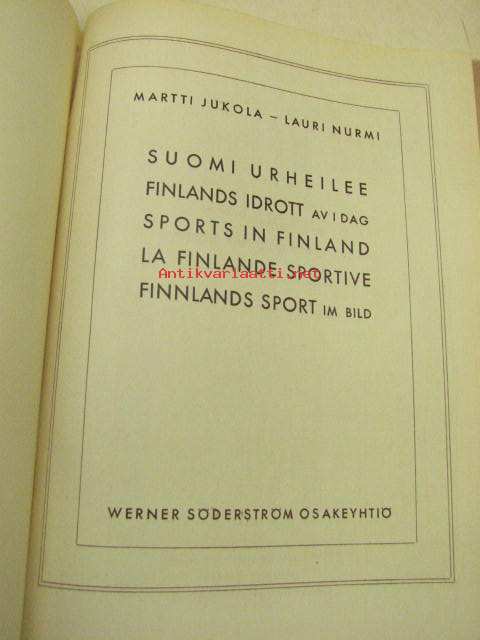 MARTTI JUKOLA – LAURI NURMI
SUOMI URHEILEE
FINLANDS IDROTT AV I DAG
SPORTS IN FINLAND
LA FINLANDE SPORTIVE
Antikvariaatti.net
FINNLANDS SPORT IM BILD
WERNER SÖDERSTRÖM OSAKEYHTIÖ